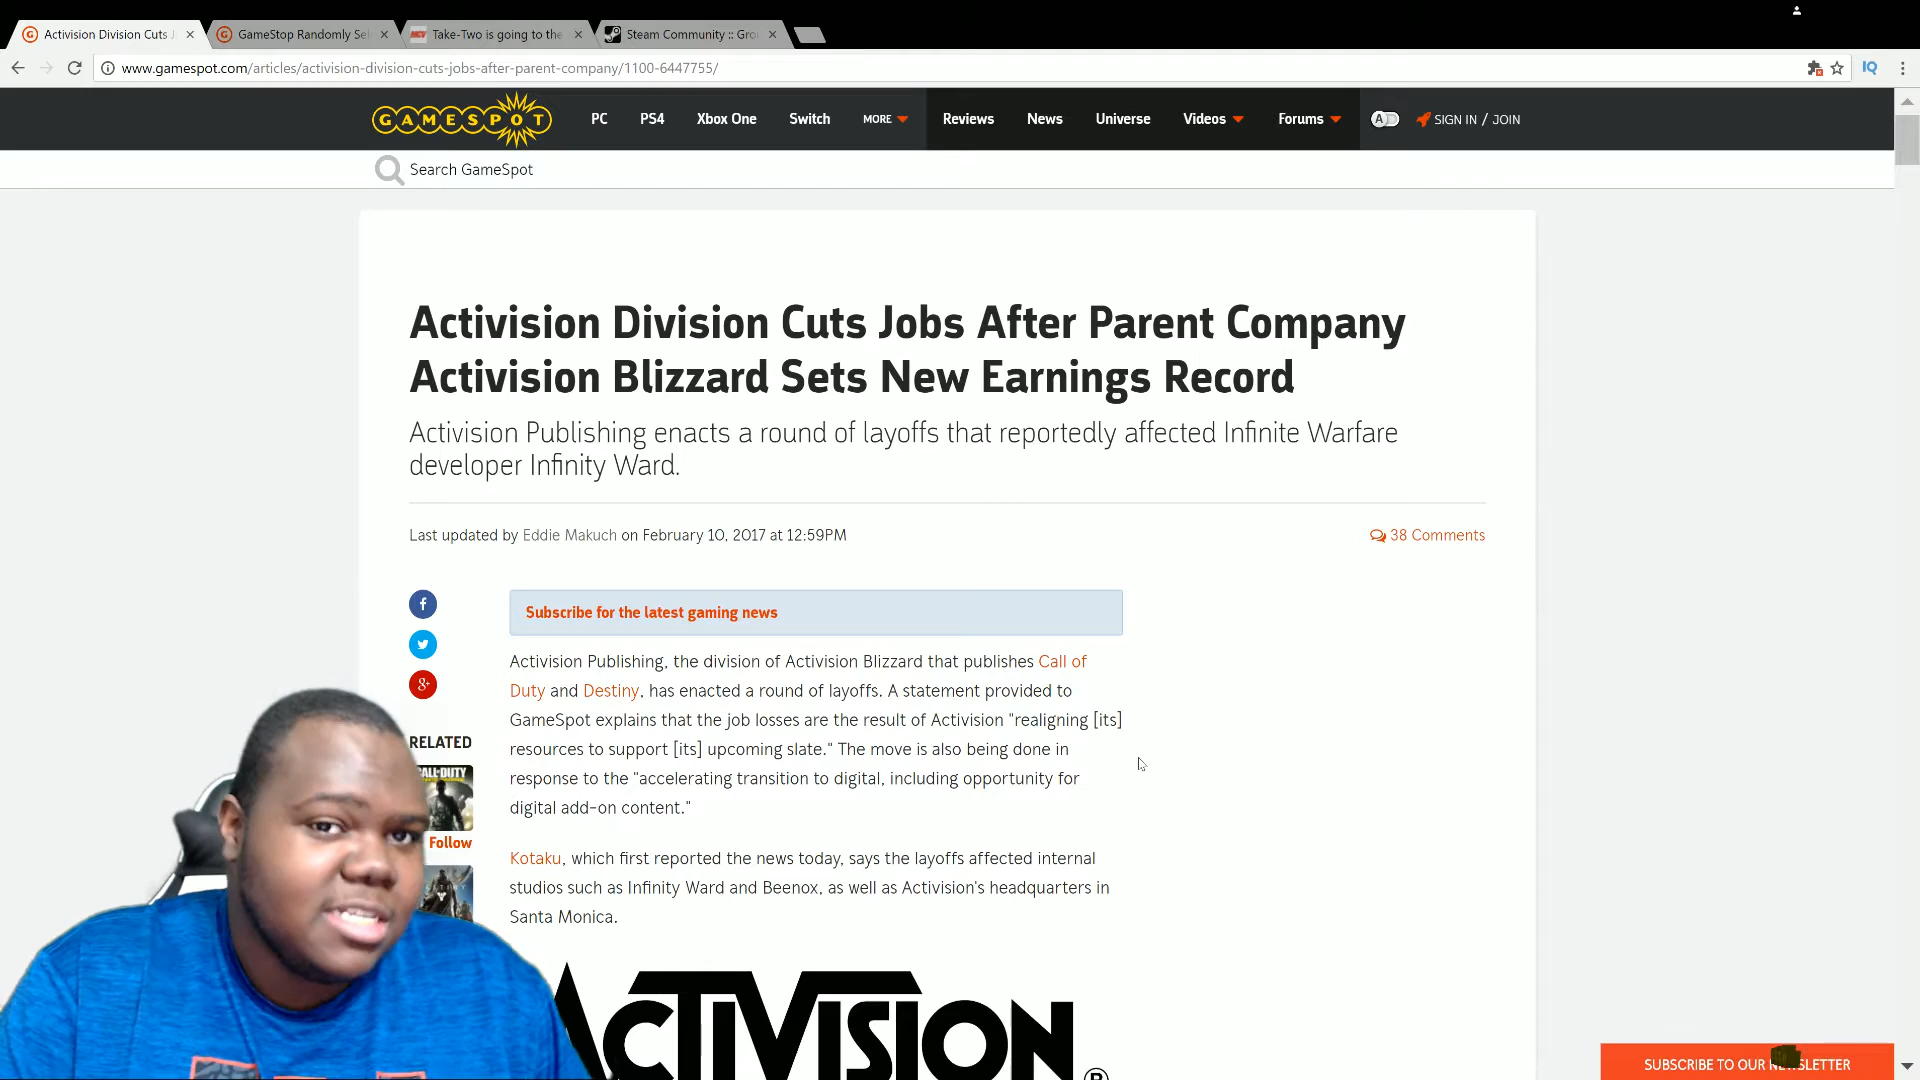 Activision Division Cuts J
GameStop Randomly Sel
Take-Two is going to the
Steam Community :: Gro
www.gamespot.com/articles/activision-division-cuts-jobs-after-parent-company/1100-6447755/
IQ
GAMESPOT
PC PS4 Xbox One Switch MORE Reviews News Universe Videos Forums A SIGN IN / JOIN
Search GameSpot
Activision Division Cuts Jobs After Parent Company
Activision Blizzard Sets New Earnings Record
Activision Publishing enacts a round of layoffs that reportedly affected Infinite Warfare
developer Infinity Ward.
Last updated by Eddie Makuch on February 10, 2017 at 12:59PM
38 Comments
Subscribe for the latest gaming news
Activision Publishing, the division of Activision Blizzard that publishes Call of
Duty and Destiny, has enacted a round of layoffs. A statement provided to
GameSpot explains that the job losses are the result of Activision "realigning [its]
resources to support [its] upcoming slate." The move is also being done in
response to the "accelerating transition to digital, including opportunity for
digital add-on content."
Kotaku, which first reported the news today, says the layoffs affected internal
studios such as Infinity Ward and Beenox, as well as Activision's headquarters in
Santa Monica.
f
g+
RELATED
ALL·DUTY
Follow
ACTIVISION®
SUBSCRIBE TO OUR NEWSLETTER